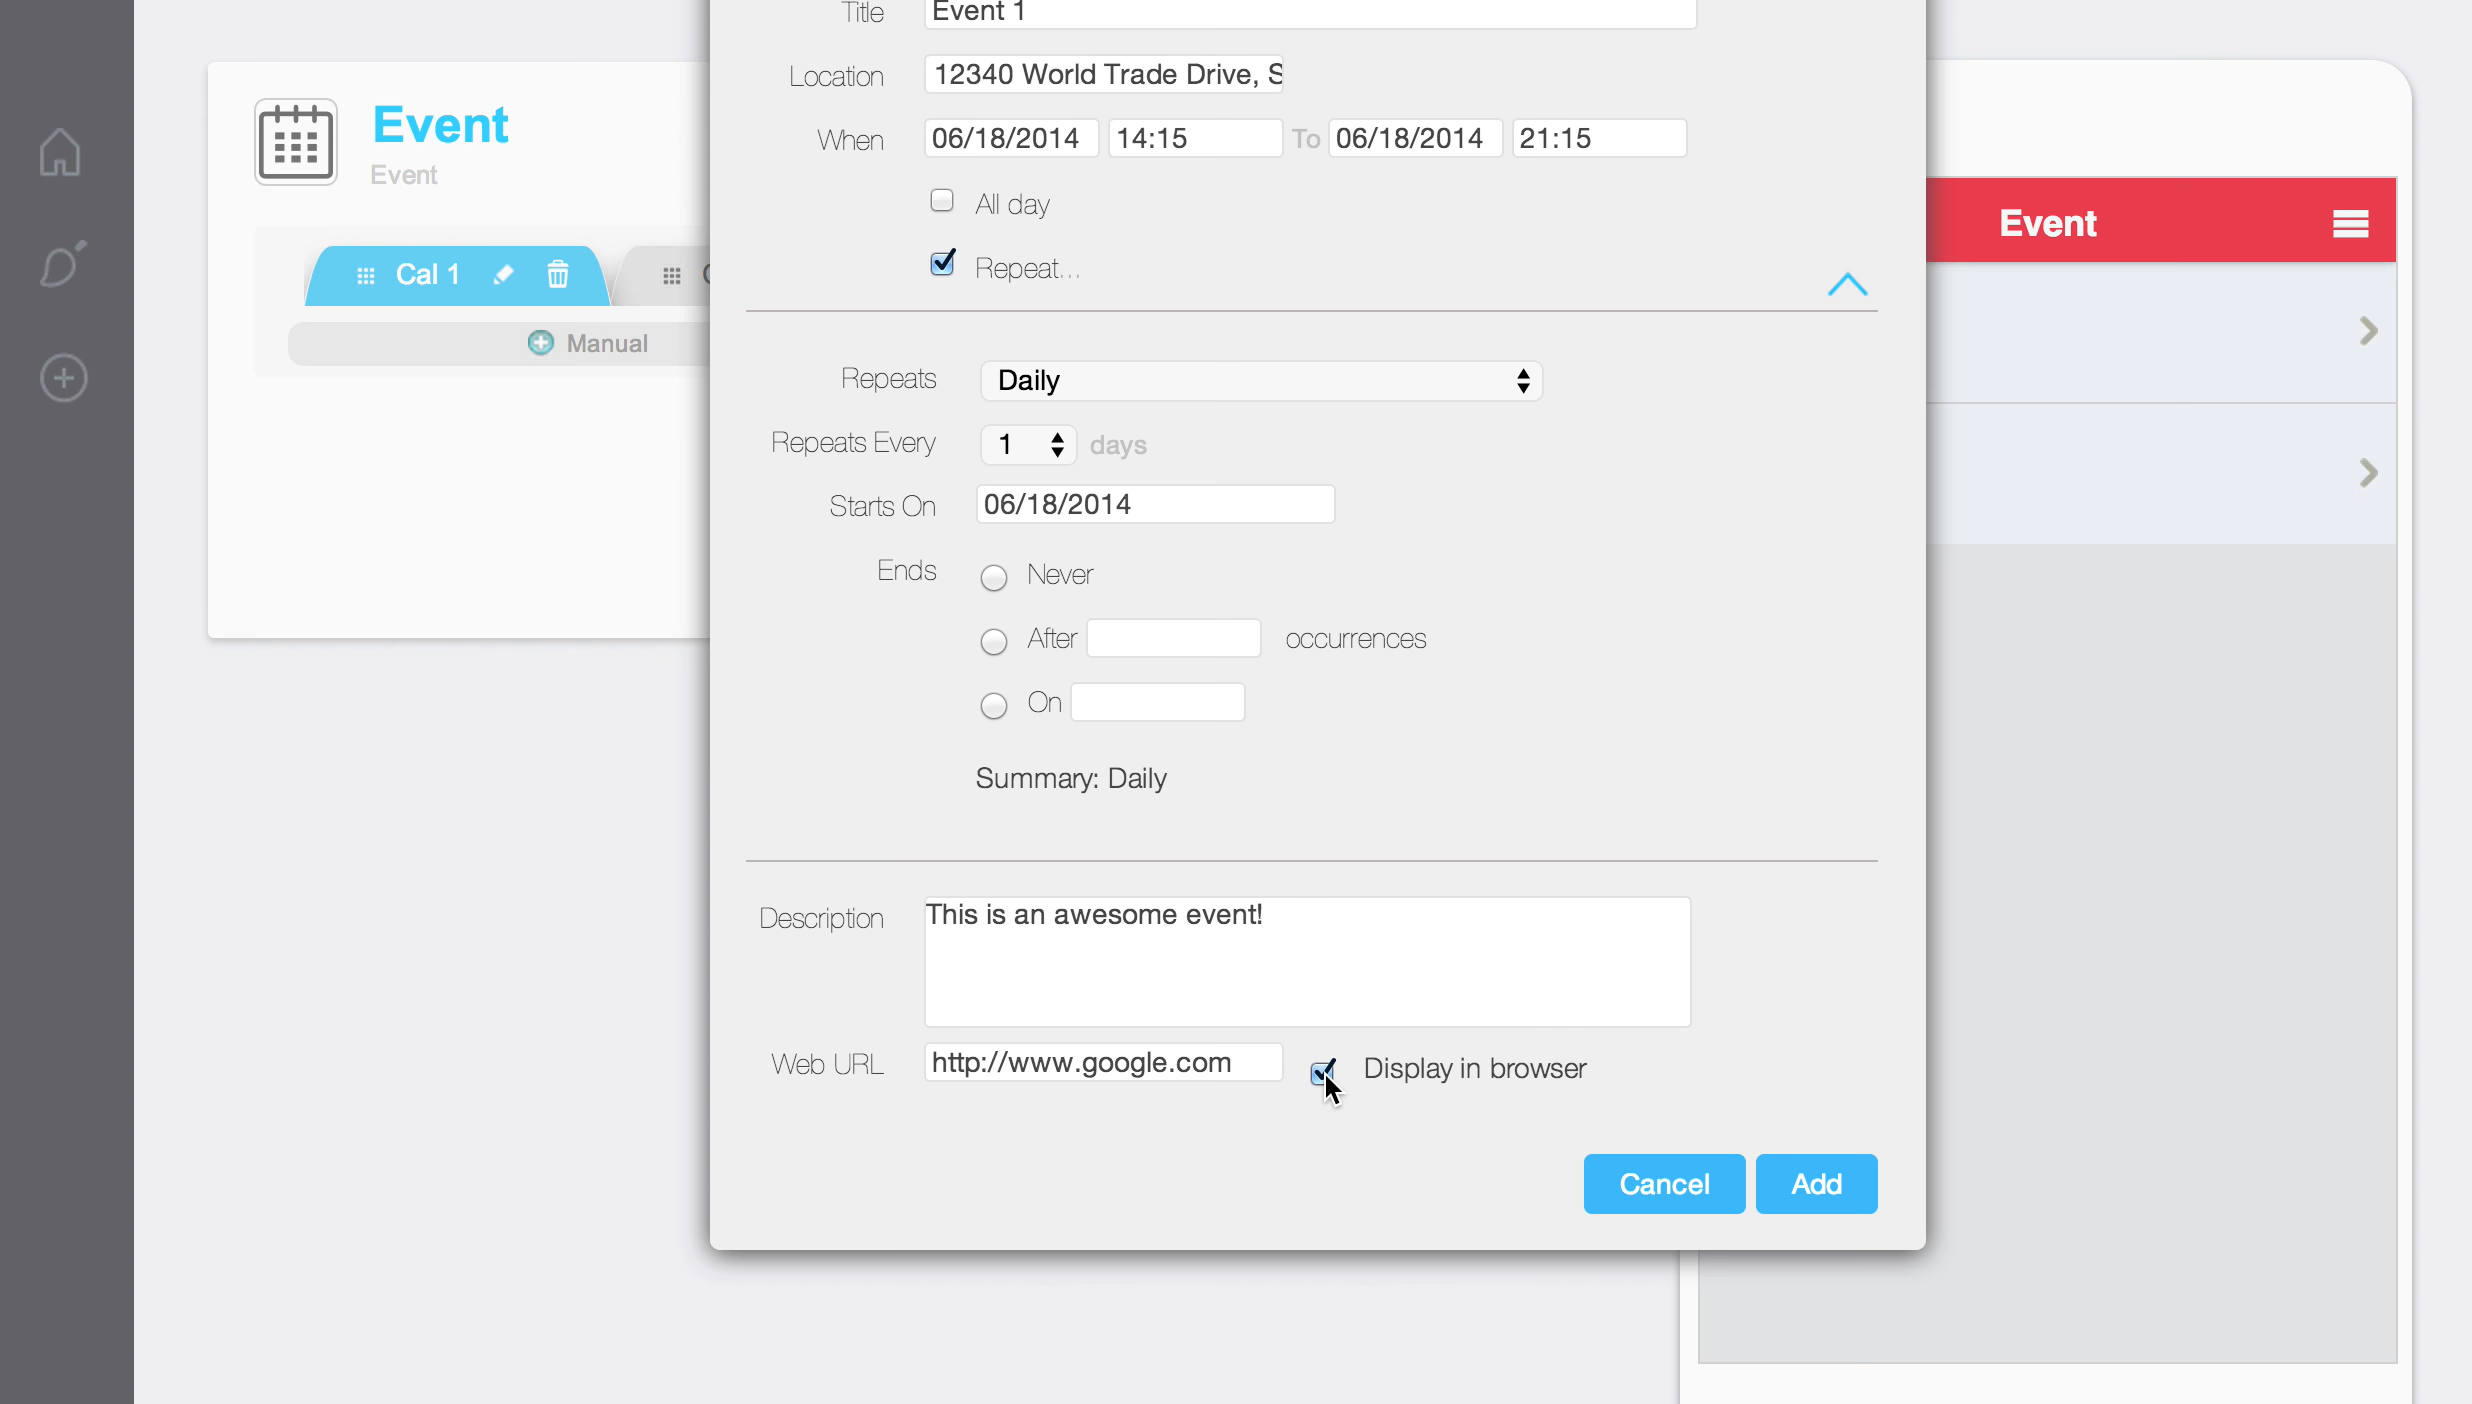 Title Event 1
Location 12340 World Trade Drive, S
When 06/18/2014 14:15 To 06/18/2014 21:15
All day
Repeat...
Repeats Daily
Repeats Every 1 days
Starts On 06/18/2014
Ends Never
After occurrences
On
Summary: Daily
Description This is an awesome event!
Web URL http://www.google.com Display in browser
Cancel Add
Event
Event
Cal 1
Manual
Event